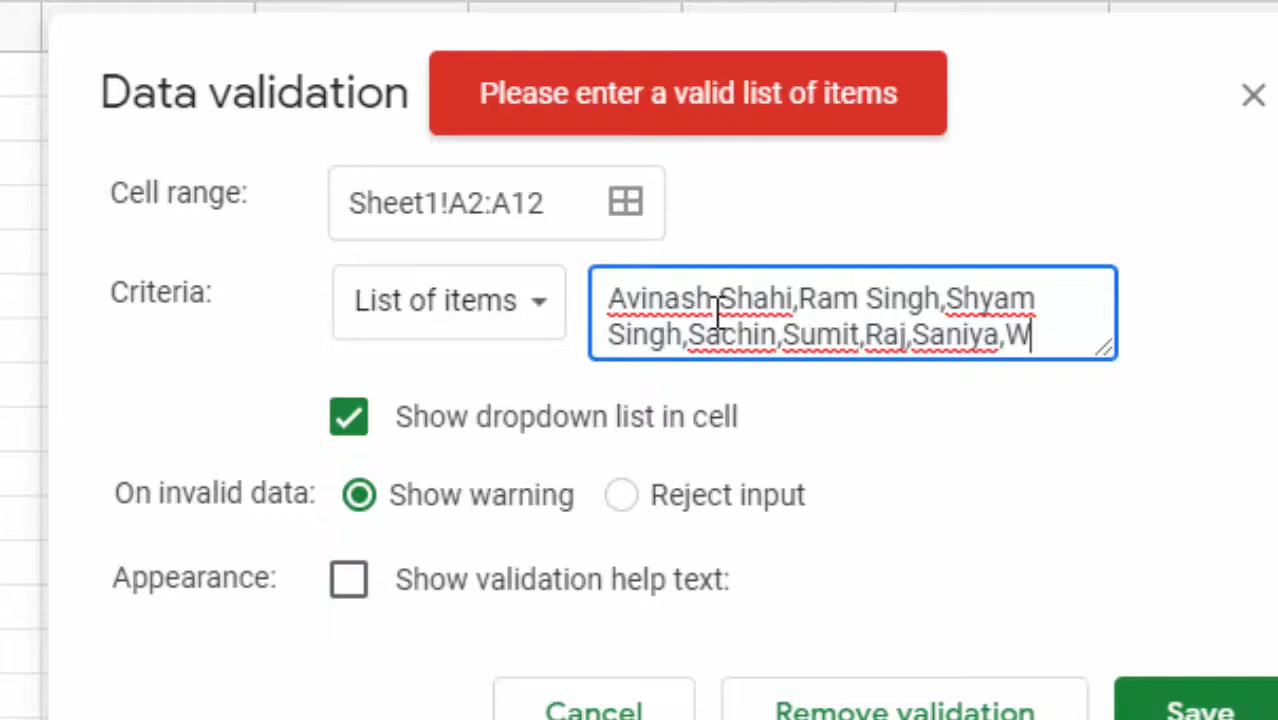 Data validation
Please enter a valid list of items
Cell range:
Sheet1!A2:A12
Criteria:
List of items
Avinash Shahi,Ram Singh,Shyam
Singh,Sachin,Sumit,Raj,Saniya,W
Show dropdown list in cell
On invalid data:
Show warning
Reject input
Appearance:
Show validation help text:
Cancel
Remove validation
Save